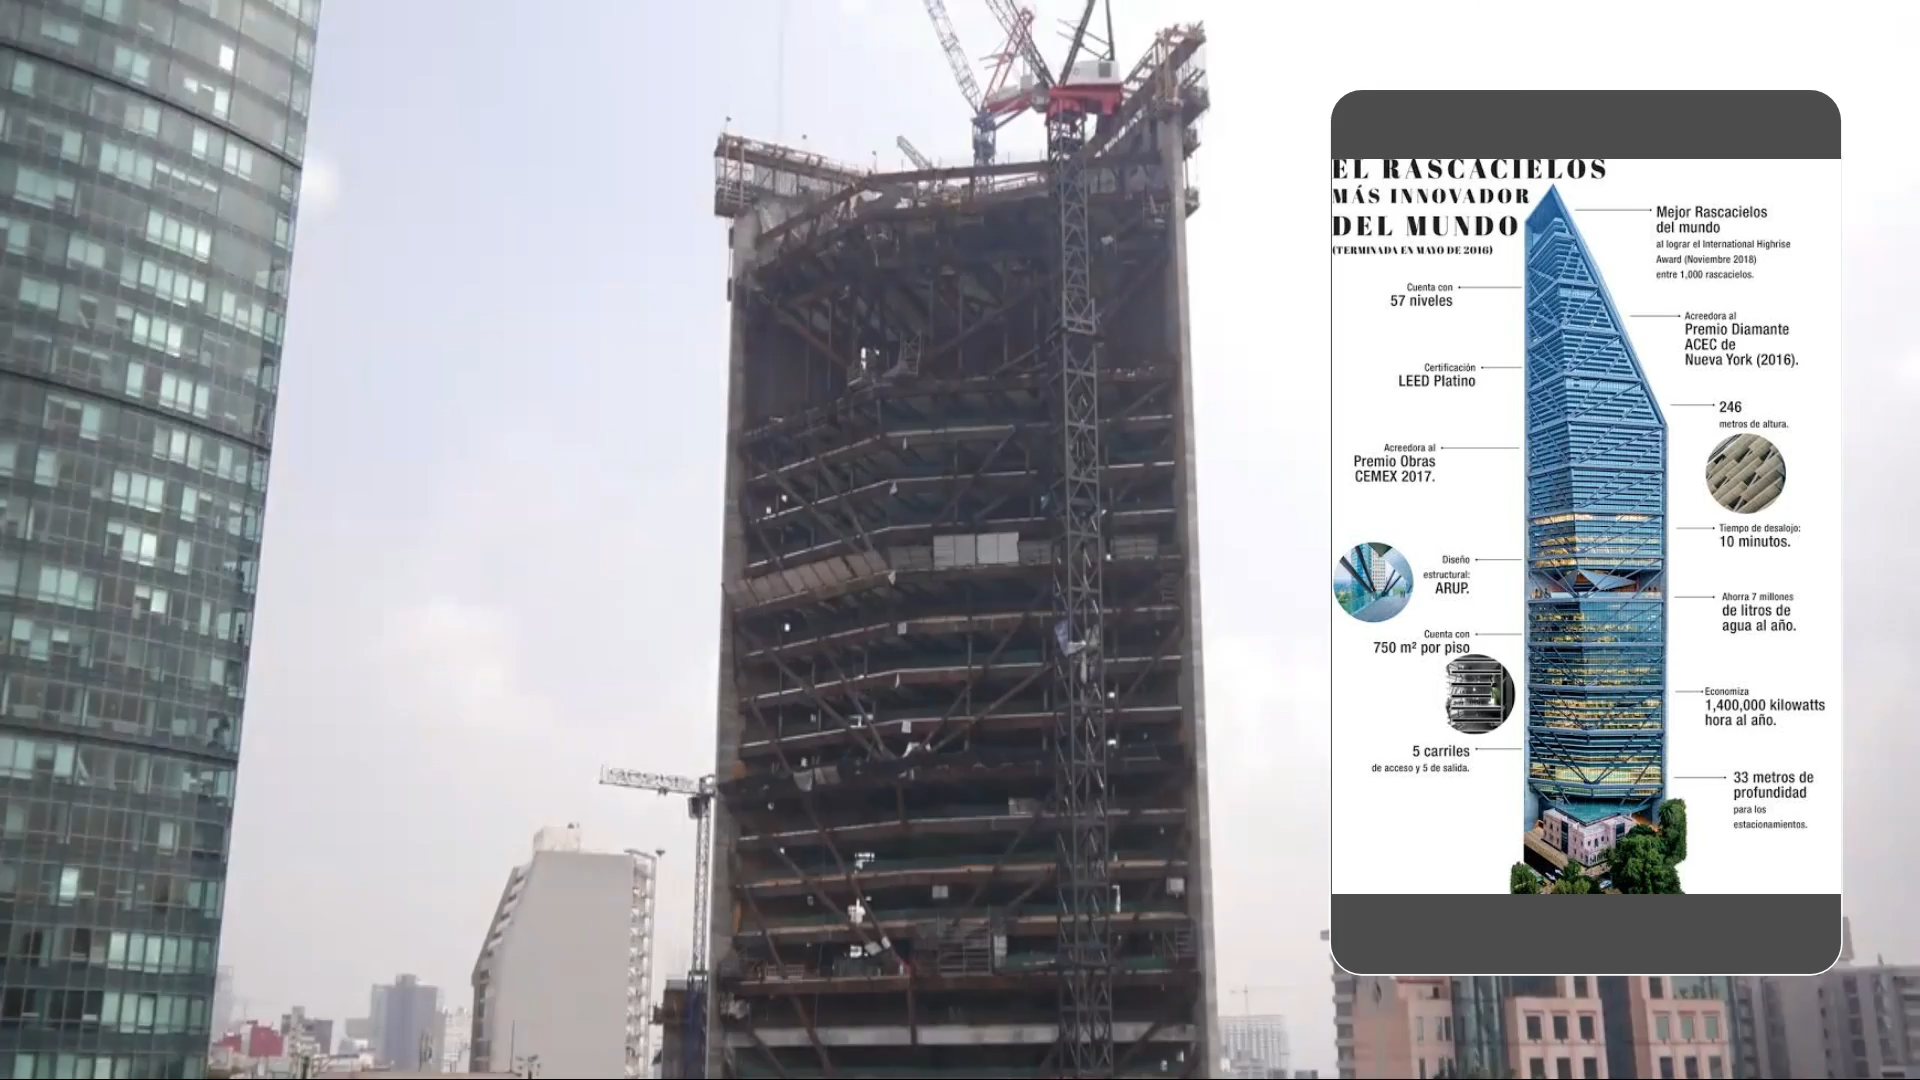 EL RASCACIELOS
MÁS INNOVADOR
DEL MUNDO
(TERMINADA EN MAYO DE 2016)
Cuenta con
57 niveles
Certificación
LEED Platino
Acreedora al
Premio Obras
CEMEX 2017.
Diseño
estructural:
ARUP.
Cuenta con
750 m² por piso
5 carriles
de acceso y 5 de salida.
Mejor Rascacielos
del mundo
al lograr el International Highrise
Award (Noviembre 2018)
entre 1,000 rascacielos.
Acreedora al
Premio Diamante
ACEC de
Nueva York (2016).
246
metros de altura.
Tiempo de desalojo:
10 minutos.
Ahorra 7 millones
de litros de
agua al año.
Economiza
1,400,000 kilowatts
hora al año.
33 metros de
profundidad
para los
estacionamientos.